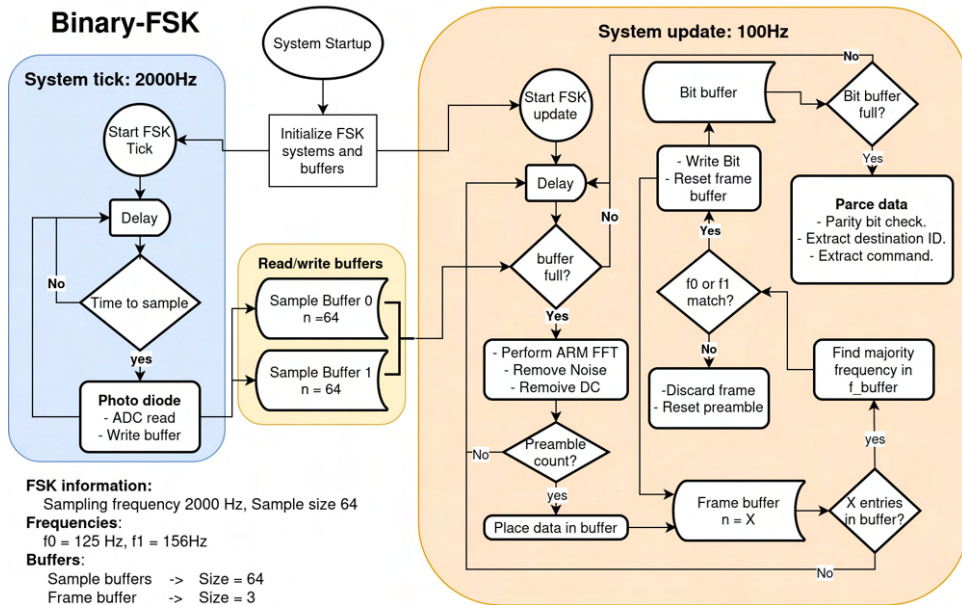 Binary-FSK
System Startup
Initialize FSK
systems and
buffers
System tick: 2000Hz
Start FSK
Tick
Delay
No
Time to sample
yes
Photo diode
- ADC read
- Write buffer
Read/write buffers
Sample Buffer 0
n =64
Sample Buffer 1
n = 64
System update: 100Hz
Start FSK
update
Delay
No
buffer
full?
Yes
- Perform ARM FFT
- Remove Noise
- Remoive DC
Preamble
count?
No
yes
Place data in buffer
Frame buffer
n = X
X entries
in buffer?
No
yes
Find majority
frequency in
f_buffer
f0 or f1
match?
No
-Discard frame
- Reset preamble
Yes
- Write Bit
- Reset frame
buffer
Bit buffer
Bit buffer
full?
No
Yes
Parce data
- Parity bit check.
- Extract destination ID.
- Extract command.
FSK information:
Sampling frequency 2000 Hz, Sample size 64
Frequencies:
f0 = 125 Hz, f1 = 156Hz
Buffers:
Sample buffers -> Size = 64
Frame buffer -> Size = 3